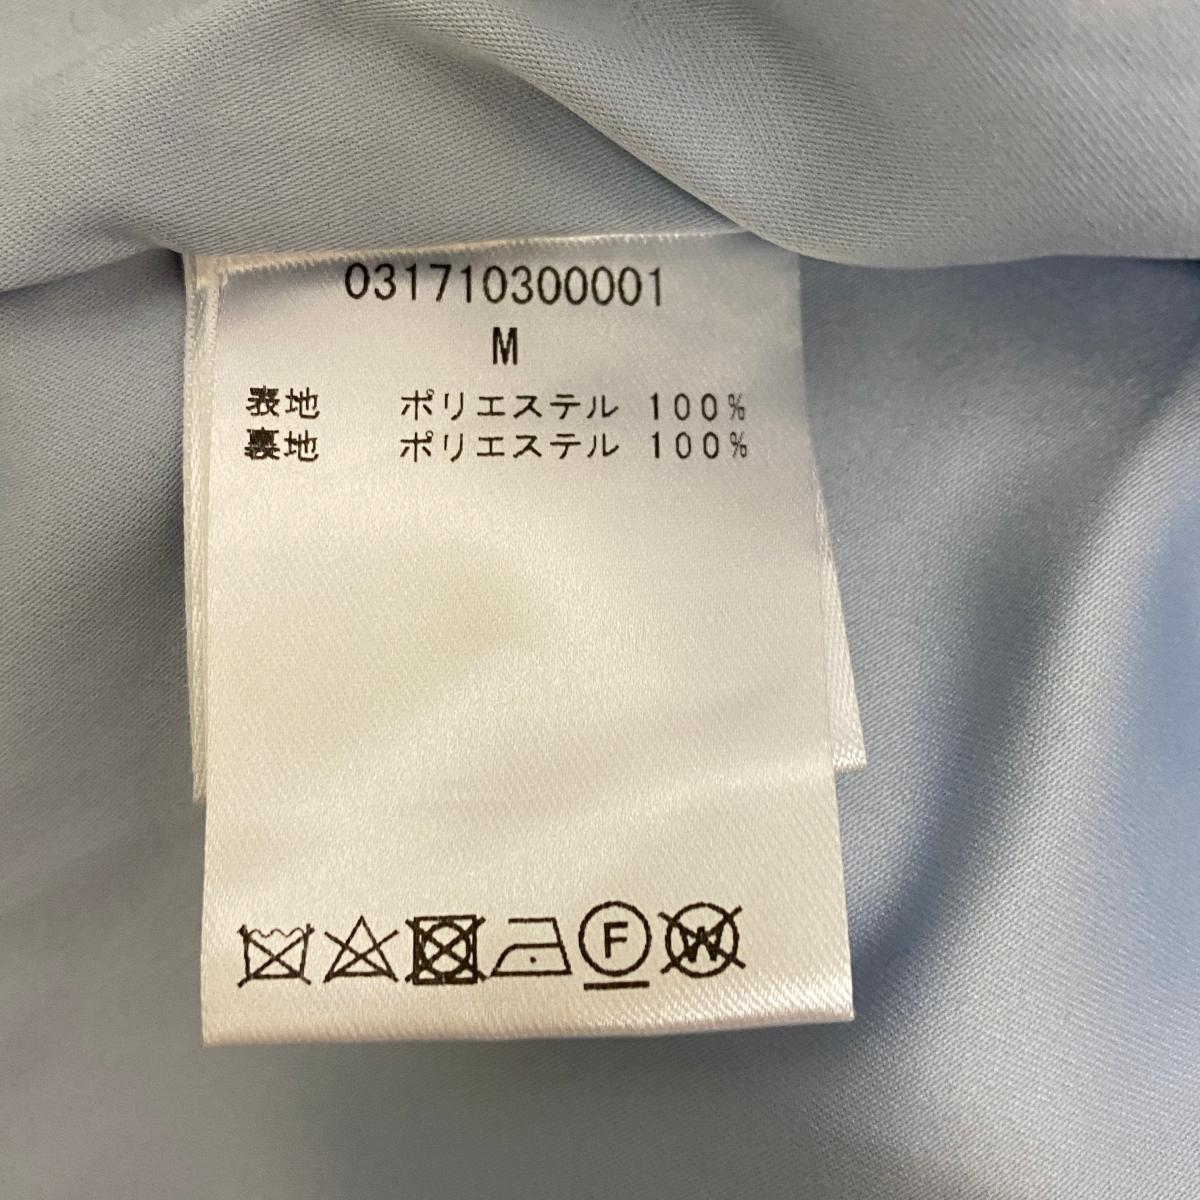 031710300001
M
表地 ポリエステル 100%
裏地 ポリエステル 100%
F W